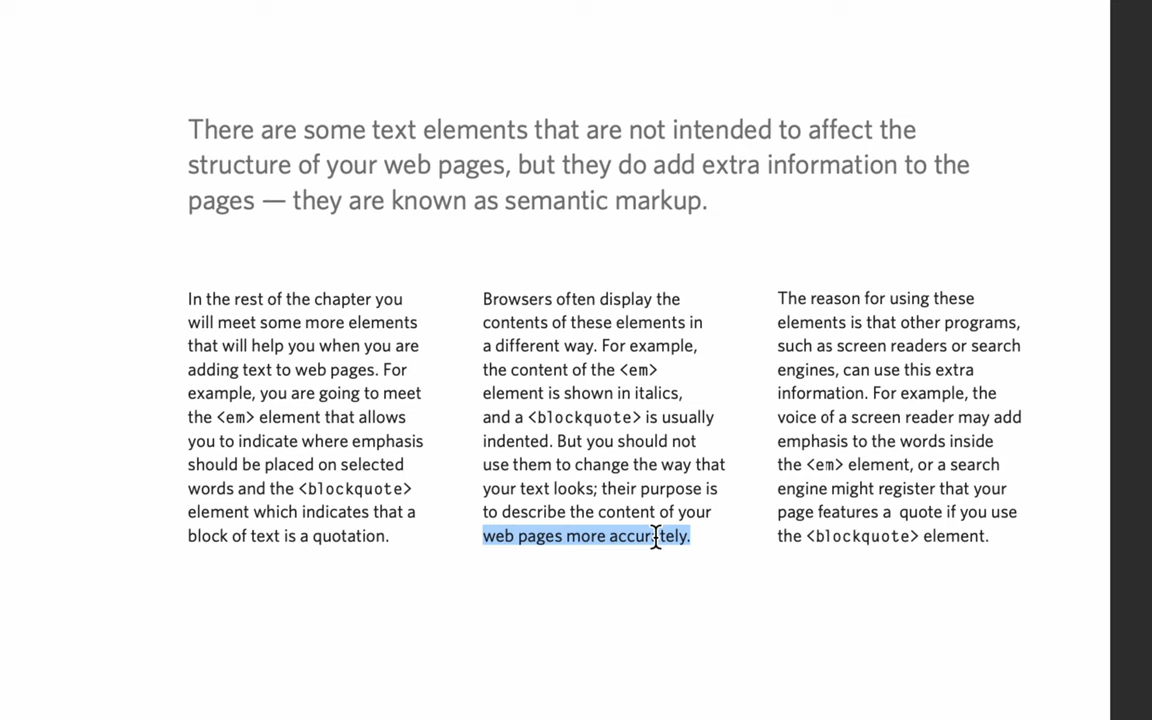 There are some text elements that are not intended to affect the
structure of your web pages, but they do add extra information to the
pages — they are known as semantic markup.
In the rest of the chapter you
will meet some more elements
that will help you when you are
adding text to web pages. For
example, you are going to meet
the <em> element that allows
you to indicate where emphasis
should be placed on selected
words and the <blockquote>
element which indicates that a
block of text is a quotation.
Browsers often display the
contents of these elements in
a different way. For example,
the content of the <em>
element is shown in italics,
and a <blockquote> is usually
indented. But you should not
use them to change the way that
your text looks; their purpose is
to describe the content of your
web pages more accurately.
The reason for using these
elements is that other programs,
such as screen readers or search
engines, can use this extra
information. For example, the
voice of a screen reader may add
emphasis to the words inside
the <em> element, or a search
engine might register that your
page features a  quote if you use
the <blockquote> element.